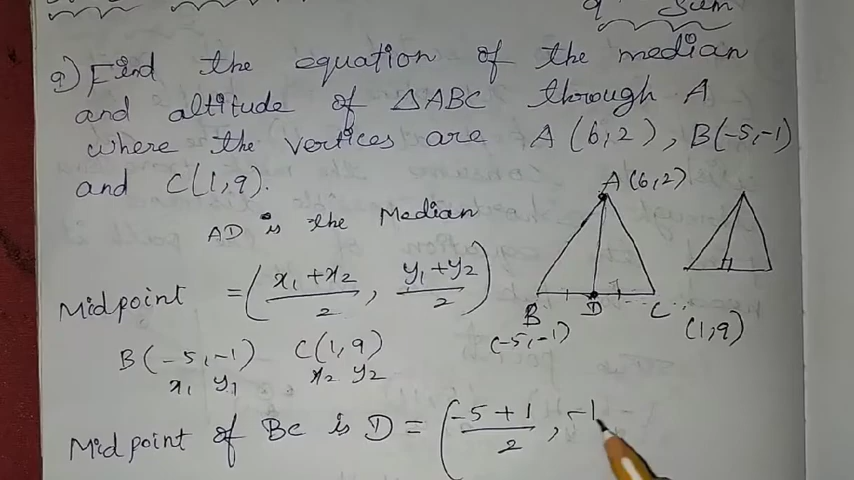 Sum
9) Find the equation of the median
and altitude of △ABC through A
where the vertices are A(6,2), B(-5,-1)
and C(1,9).
A(6,2)
AD is the Median
Midpoint = (x₁+x₂/2, y₁+y₂/2)
B D C
(-5,-1) (1,9)
B(-5,-1) C(1,9)
x₁ y₁ x₂ y₂
Midpoint of BC is D = (-5+1/2, -1